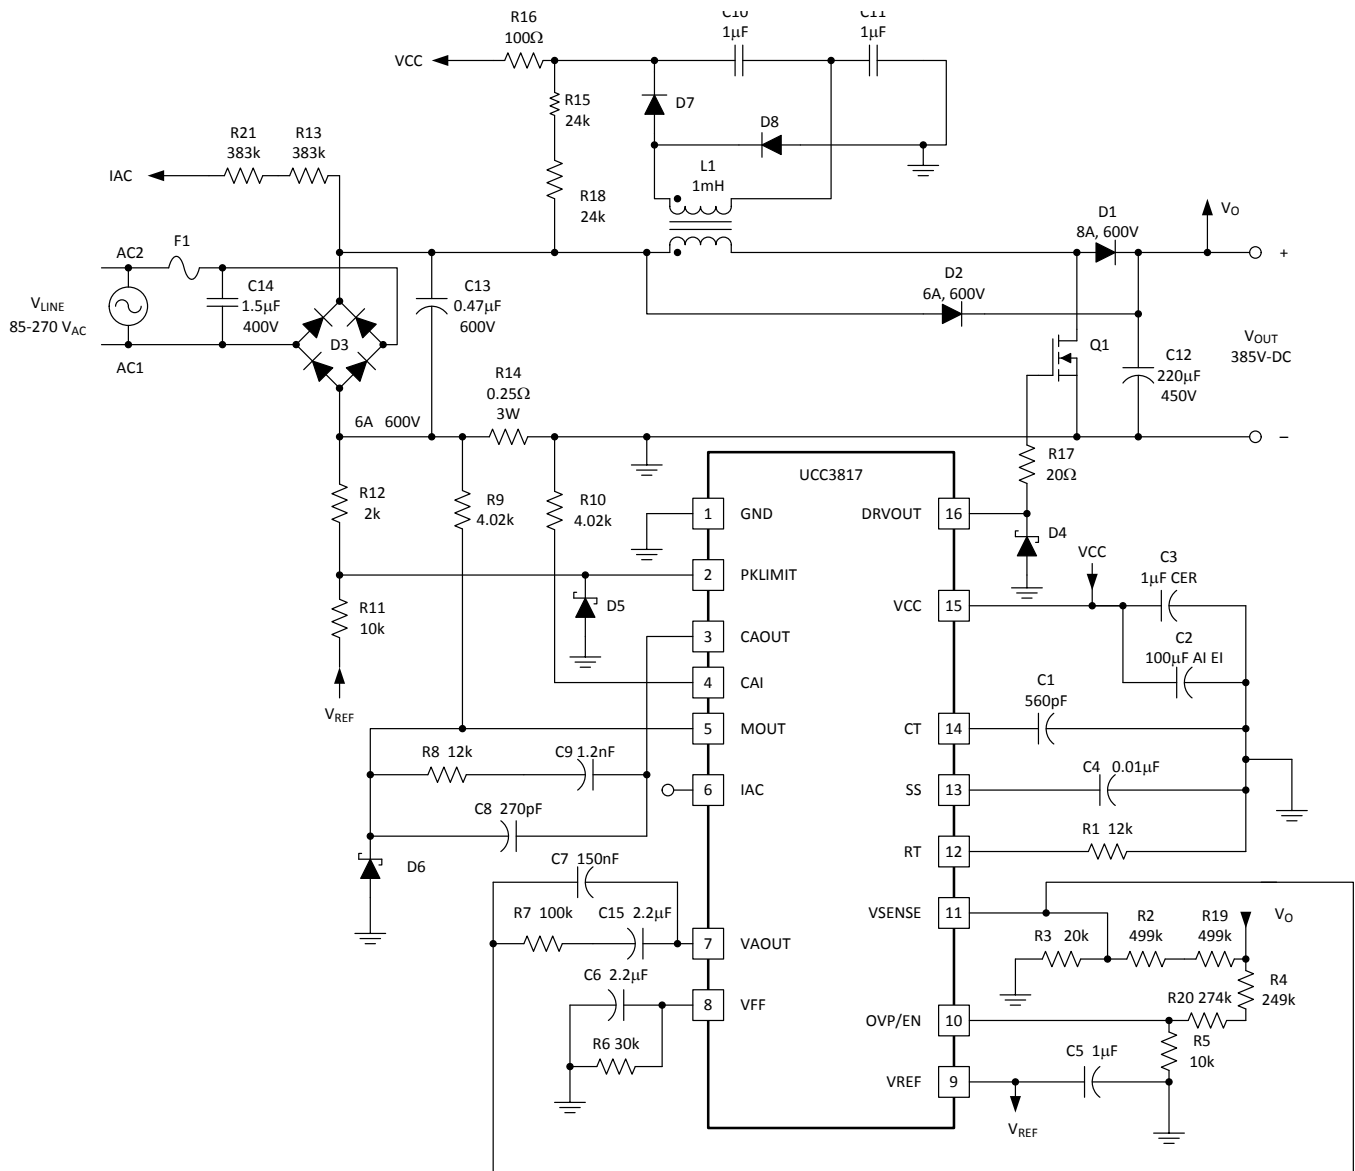 C10
1μF
C11
1μF
R16
100Ω
VCC
R15
24k
D7
D8
R21
383k
R13
383k
IAC
R18
24k
L1
1mH
D1
8A, 600V
VO
+
AC2
F1
VLINE
85-270 VAC
C14
1.5μF
400V
AC1
D3
C13
0.47μF
600V
D2
6A, 600V
Q1
VOUT
385V-DC
C12
220μF
450V
R14
0.25Ω
3W
6A 600V
–
R17
20Ω
UCC3817
R12
2k
R9
4.02k
R10
4.02k
1 GND
DRVOUT 16
D4
2 PKLIMIT
VCC
C3
1μF CER
R11
10k
D5
VCC 15
3 CAOUT
C2
100μF AI EI
4 CAI
C1
560pF
VREF
5 MOUT
CT 14
R8 12k
C9 1.2nF
6 IAC
SS 13
C4 0.01μF
C8 270pF
R1 12k
RT 12
D6
C7 150nF
R7 100k
C15 2.2μF
VSENSE 11
R2
499k
R19
499k
VO
R3 20k
7 VAOUT
C6 2.2μF
R4
249k
R20 274k
8 VFF
OVP/EN 10
R6 30k
R5
10k
C5 1μF
VREF 9
VREF